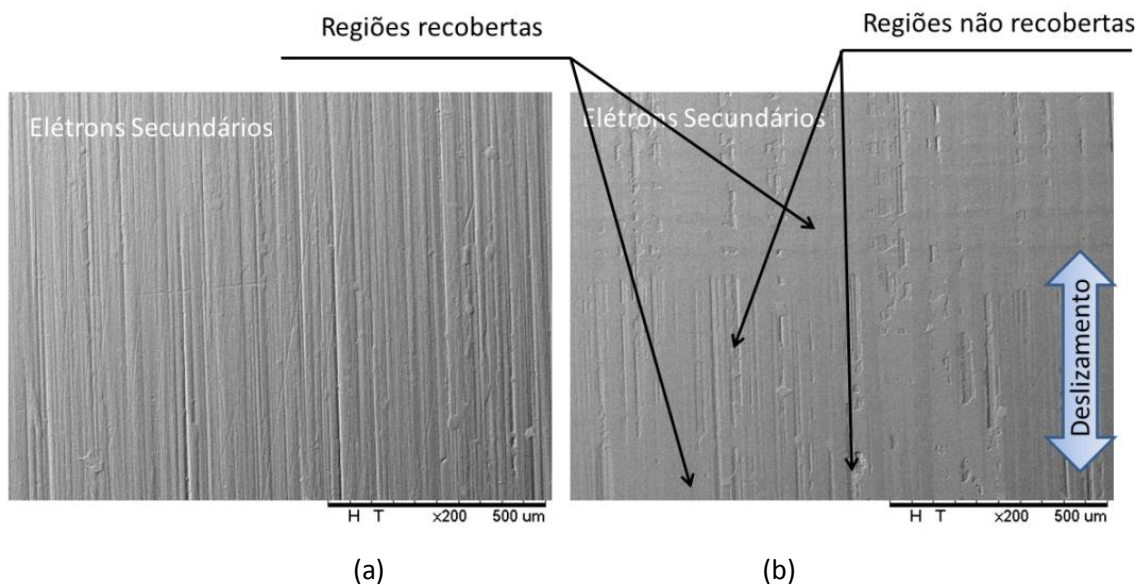 Regiões recobertas
Regiões não recobertas
Elétrons Secundários
Elétrons Secundários
Deslizamento
H T x200 500 um
H T x200 500 um
(a)
(b)